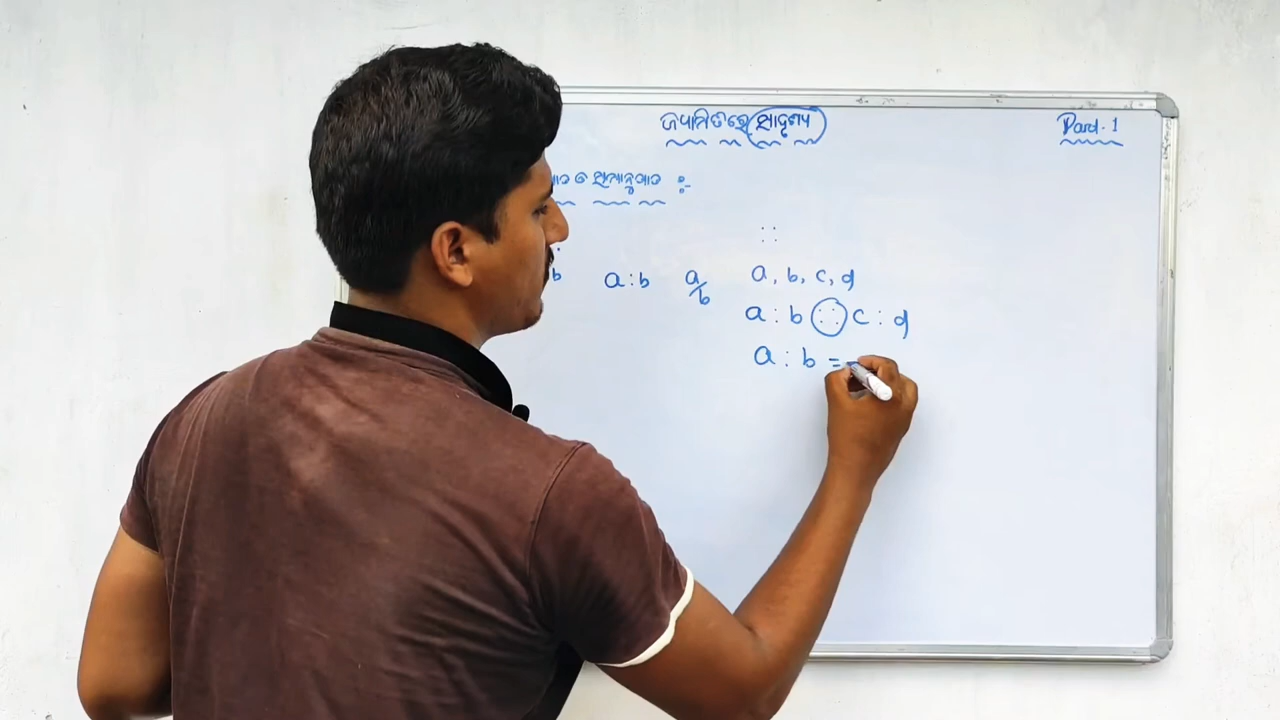 ଜ୍ୟାମିତିରେ ସାଦୃଶ୍ୟ
Part-1
ଓ ସମାନୁପାତ :-
: :
b a : b a/b a, b, c, d
a : b : : c : d
a : b =